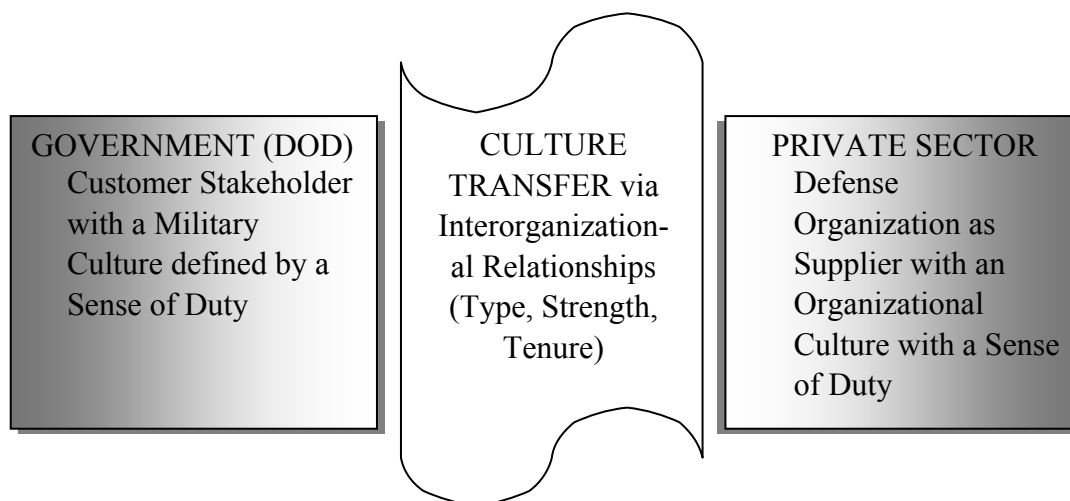 GOVERNMENT (DOD)
Customer Stakeholder
with a Military
Culture defined by a
Sense of Duty
CULTURE
TRANSFER via
Interorganization-
al Relationships
(Type, Strength,
Tenure)
PRIVATE SECTOR
Defense
Organization as
Supplier with an
Organizational
Culture with a Sense
of Duty